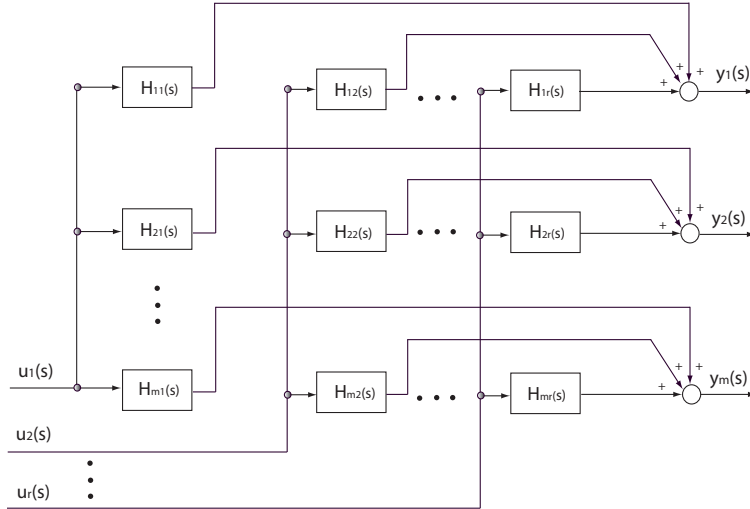 H11(s) H12(s) • • • H1r(s) + + + y1(s)
H21(s) H22(s) • • • H2r(s) + + + y2(s)
u1(s) Hm1(s) Hm2(s) • • • Hmr(s) + + + ym(s)
u2(s)
ur(s)